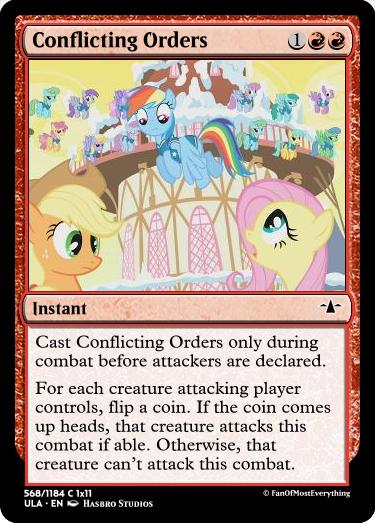 Conflicting Orders 1
Instant
Cast Conflicting Orders only during
combat before attackers are declared.
For each creature attacking player
controls, flip a coin. If the coin comes
up heads, that creature attacks this
combat if able. Otherwise, that
creature can't attack this combat.
568/1184 C 1x11
ULA • EN Hasbro Studios
© FanOfMostEverything